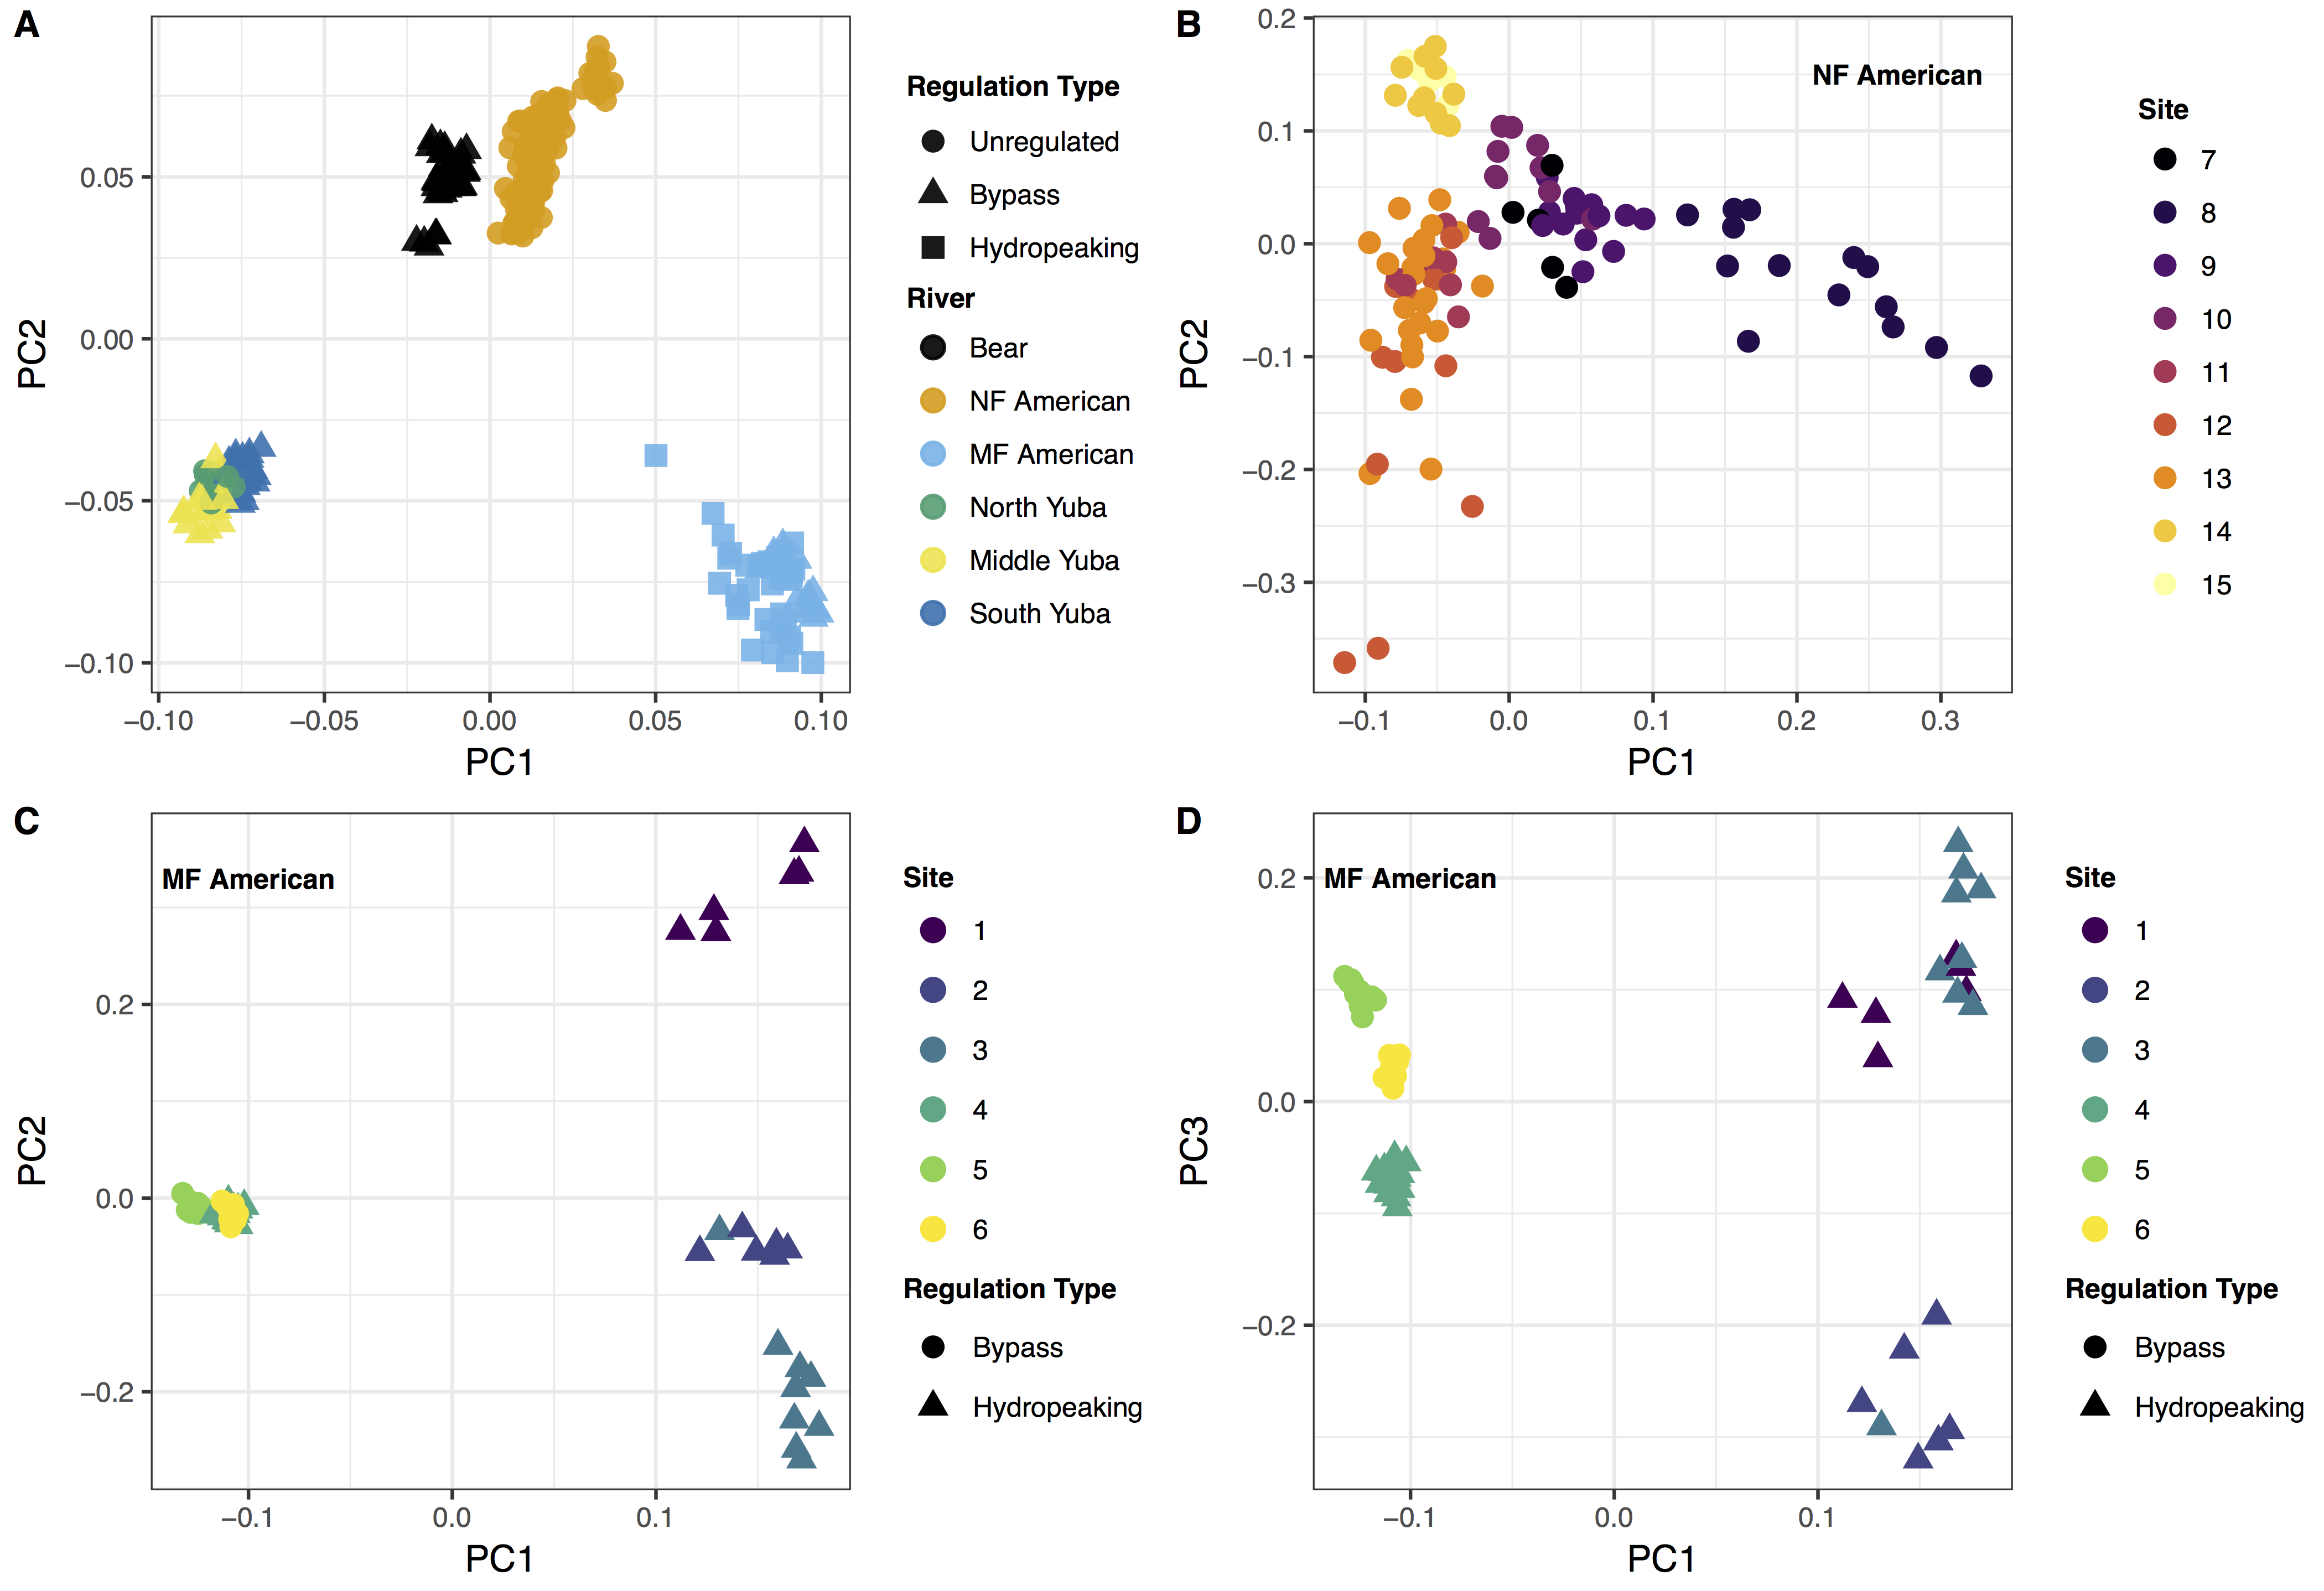 A
0.05
0.00
−0.05
−0.10
PC2
−0.10
−0.05
0.00
0.05
0.10
PC1
Regulation Type
Unregulated
Bypass
Hydropeaking
River
Bear
NF American
MF American
North Yuba
Middle Yuba
South Yuba
B
NF American
0.2
0.1
0.0
−0.1
−0.2
−0.3
PC2
−0.1
0.0
0.1
0.2
0.3
PC1
Site
7
8
9
10
11
12
13
14
15
C
MF American
0.2
0.0
−0.2
PC2
−0.1
0.0
0.1
PC1
Site
1
2
3
4
5
6
Regulation Type
Bypass
Hydropeaking
D
MF American
0.2
0.0
−0.2
PC3
−0.1
0.0
0.1
PC1
Site
1
2
3
4
5
6
Regulation Type
Bypass
Hydropeaking